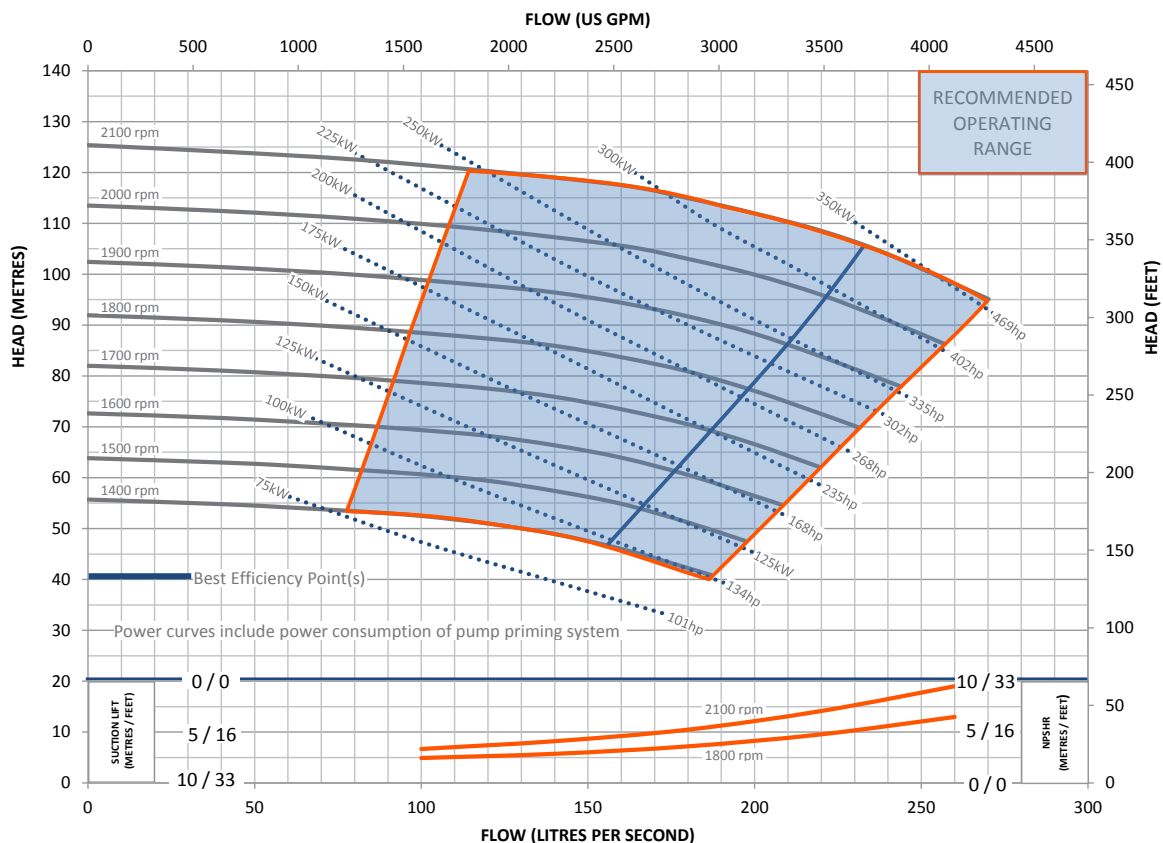 FLOW (US GPM)
0 500 1000 1500 2000 2500 3000 3500 4000 4500
HEAD (METRES)
140
130
120
110
100
90
80
70
60
50
40
30
20
10
0
HEAD (FEET)
450
400
350
300
250
200
150
100
50
0
RECOMMENDED
OPERATING
RANGE
2100 rpm
2000 rpm
1900 rpm
1800 rpm
1700 rpm
1600 rpm
1500 rpm
1400 rpm
75kW
100kW
125kW
150kW
175kW
200kW
225kW
250kW
300kW
350kW
469hp
402hp
335hp
302hp
268hp
235hp
168hp
125kW
134hp
101hp
Best Efficiency Point(s)
Power curves include power consumption of pump priming system
SUCTION LIFT
(METRES / FEET)
0 / 0
5 / 16
10 / 33
2100 rpm
1800 rpm
10 / 33
5 / 16
0 / 0
NPSHR
(METRES / FEET)
0 50 100 150 200 250 300
FLOW (LITRES PER SECOND)